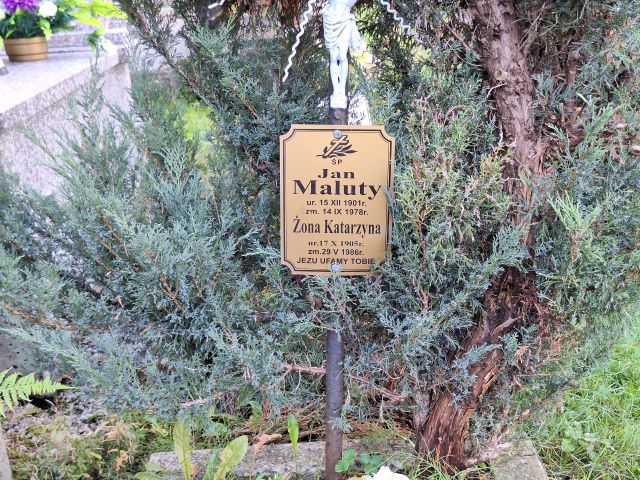 ŚP
Jan
Maluty
ur. 15 XII 1901r.
zm. 14 IX 1978r.
Żona Katarzyna
ur.17 X 1905r.
zm.29 V 1986r.
JEZU UFAMY TOBIE